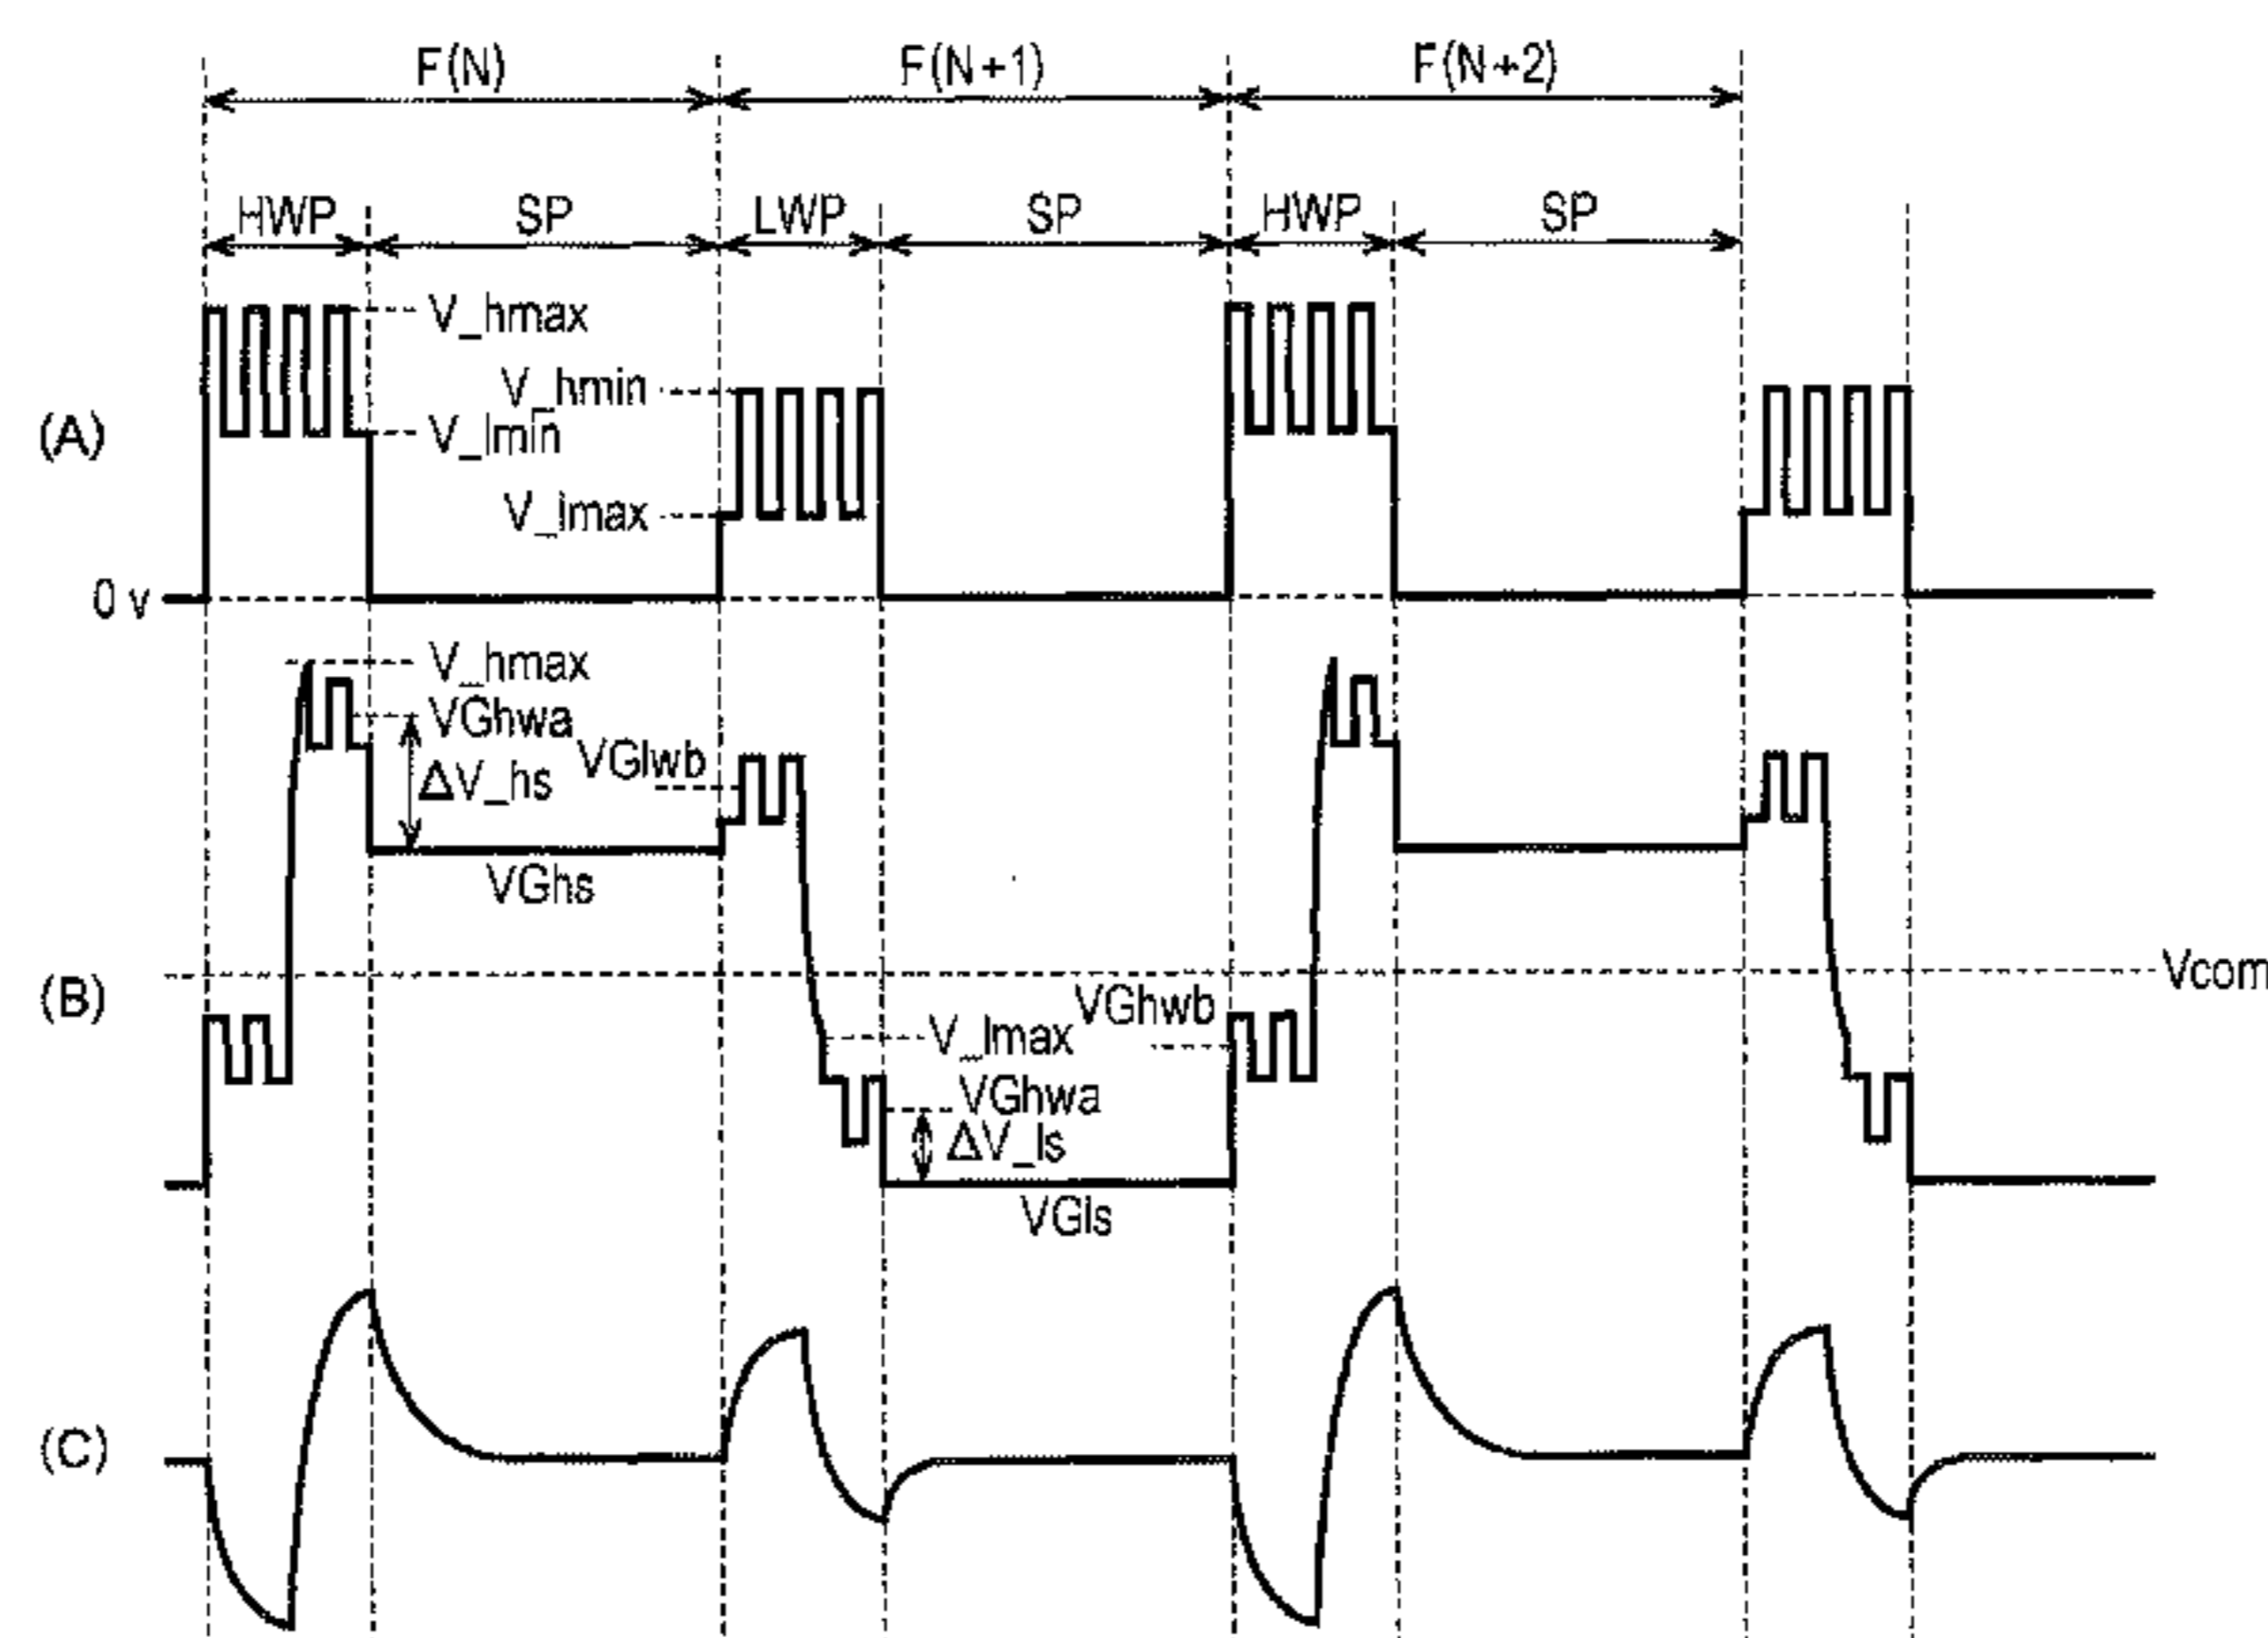 F(N) F(N+1) F(N+2)
HWP SP LWP SP HWP SP
V_hmax
V_hmin
(A) V_lmin
V_lmax
0 v
V_hmax
VGhwa
VGlwb
ΔV_hs
VGhs
Vcom
(B) VGhwb
V_lmax
VGhwa
ΔV_ls
VGls
(C)